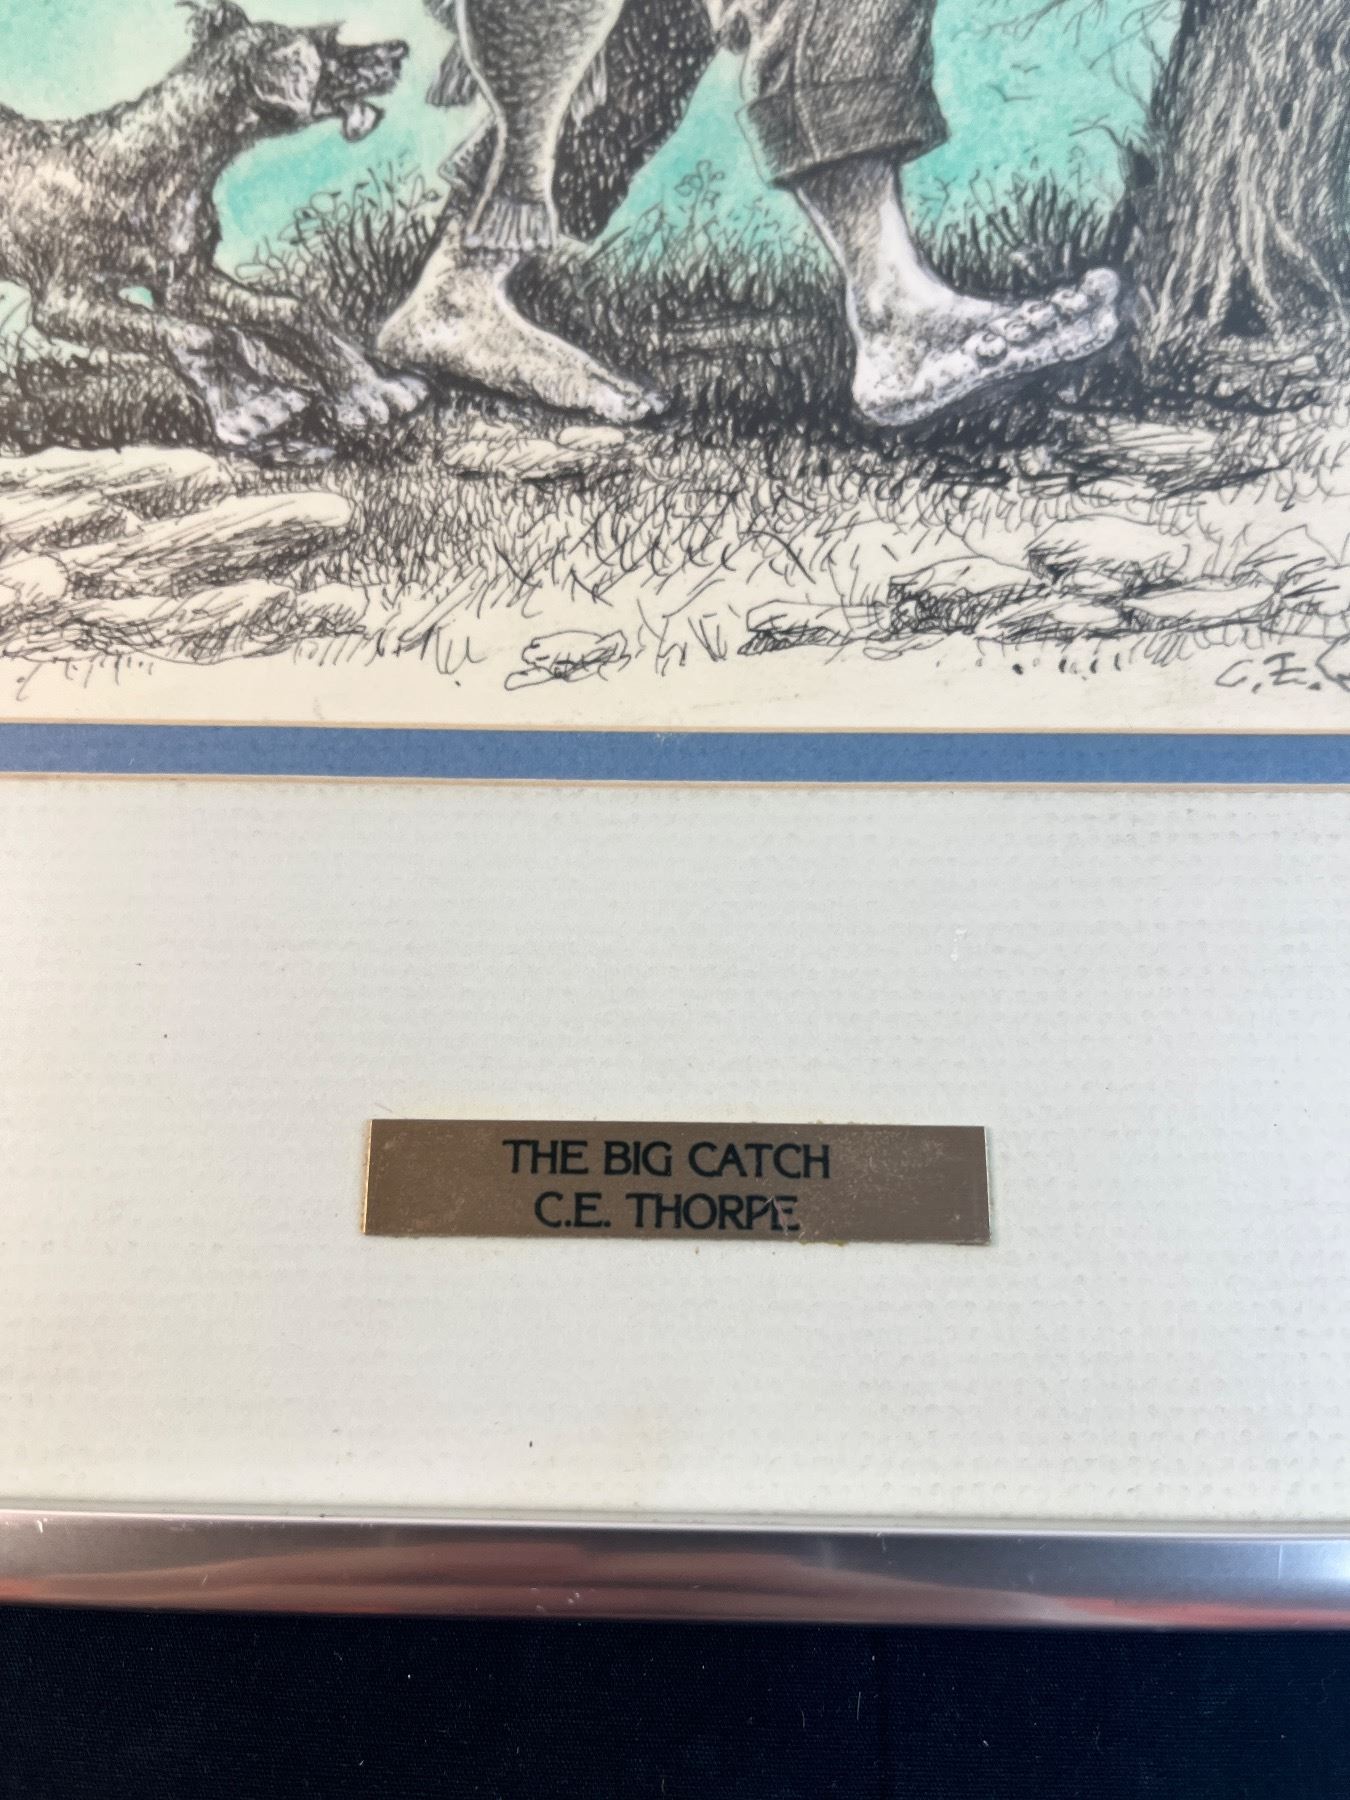 C.E.
THE BIG CATCH
C.E. THORPE